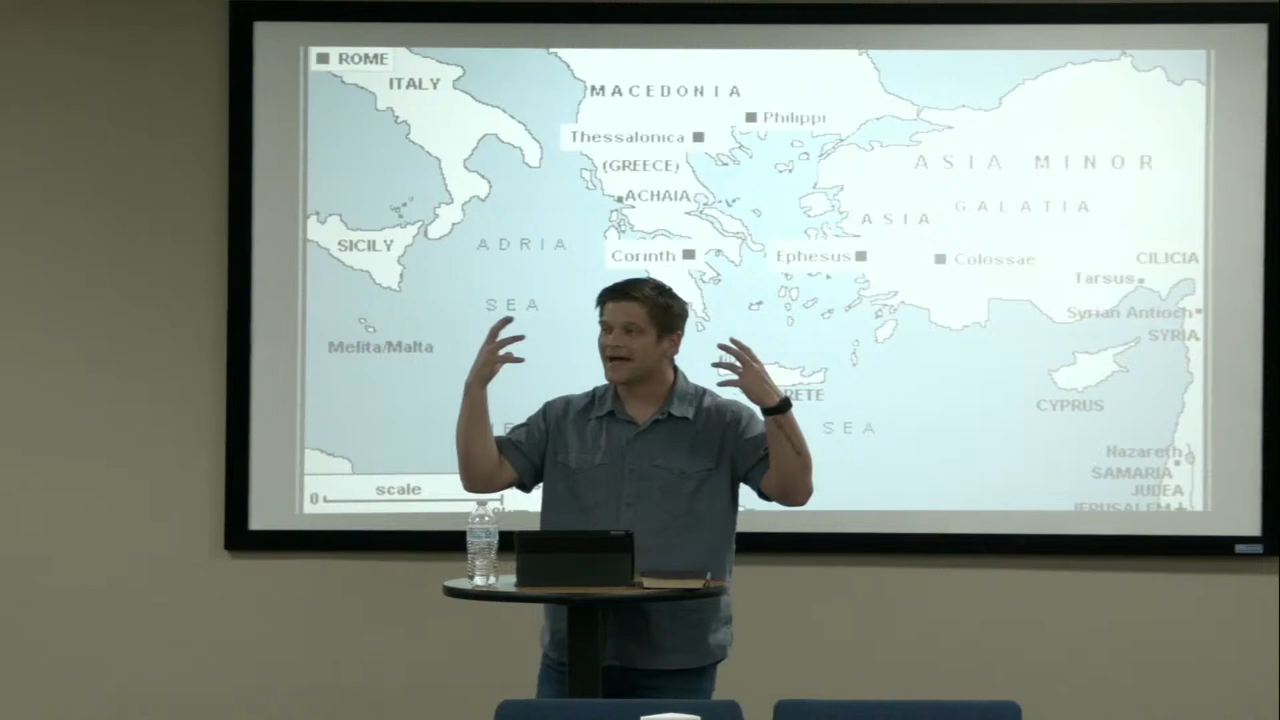 ROME
ITALY
MACEDONIA
Philippi
Thessalonica
(GREECE)
ASIA MINOR
ACHAIA
GALATIA
ASIA
SICILY
ADRIA
Corinth
Ephesus
Colossae
CILICIA
Tarsus
SEA
Syrian Antioch
SYRIA
Melita/Malta
CYPRUS
SEA
Nazareth
SAMARIA
JUDEA
JERUSALEM
scale
0